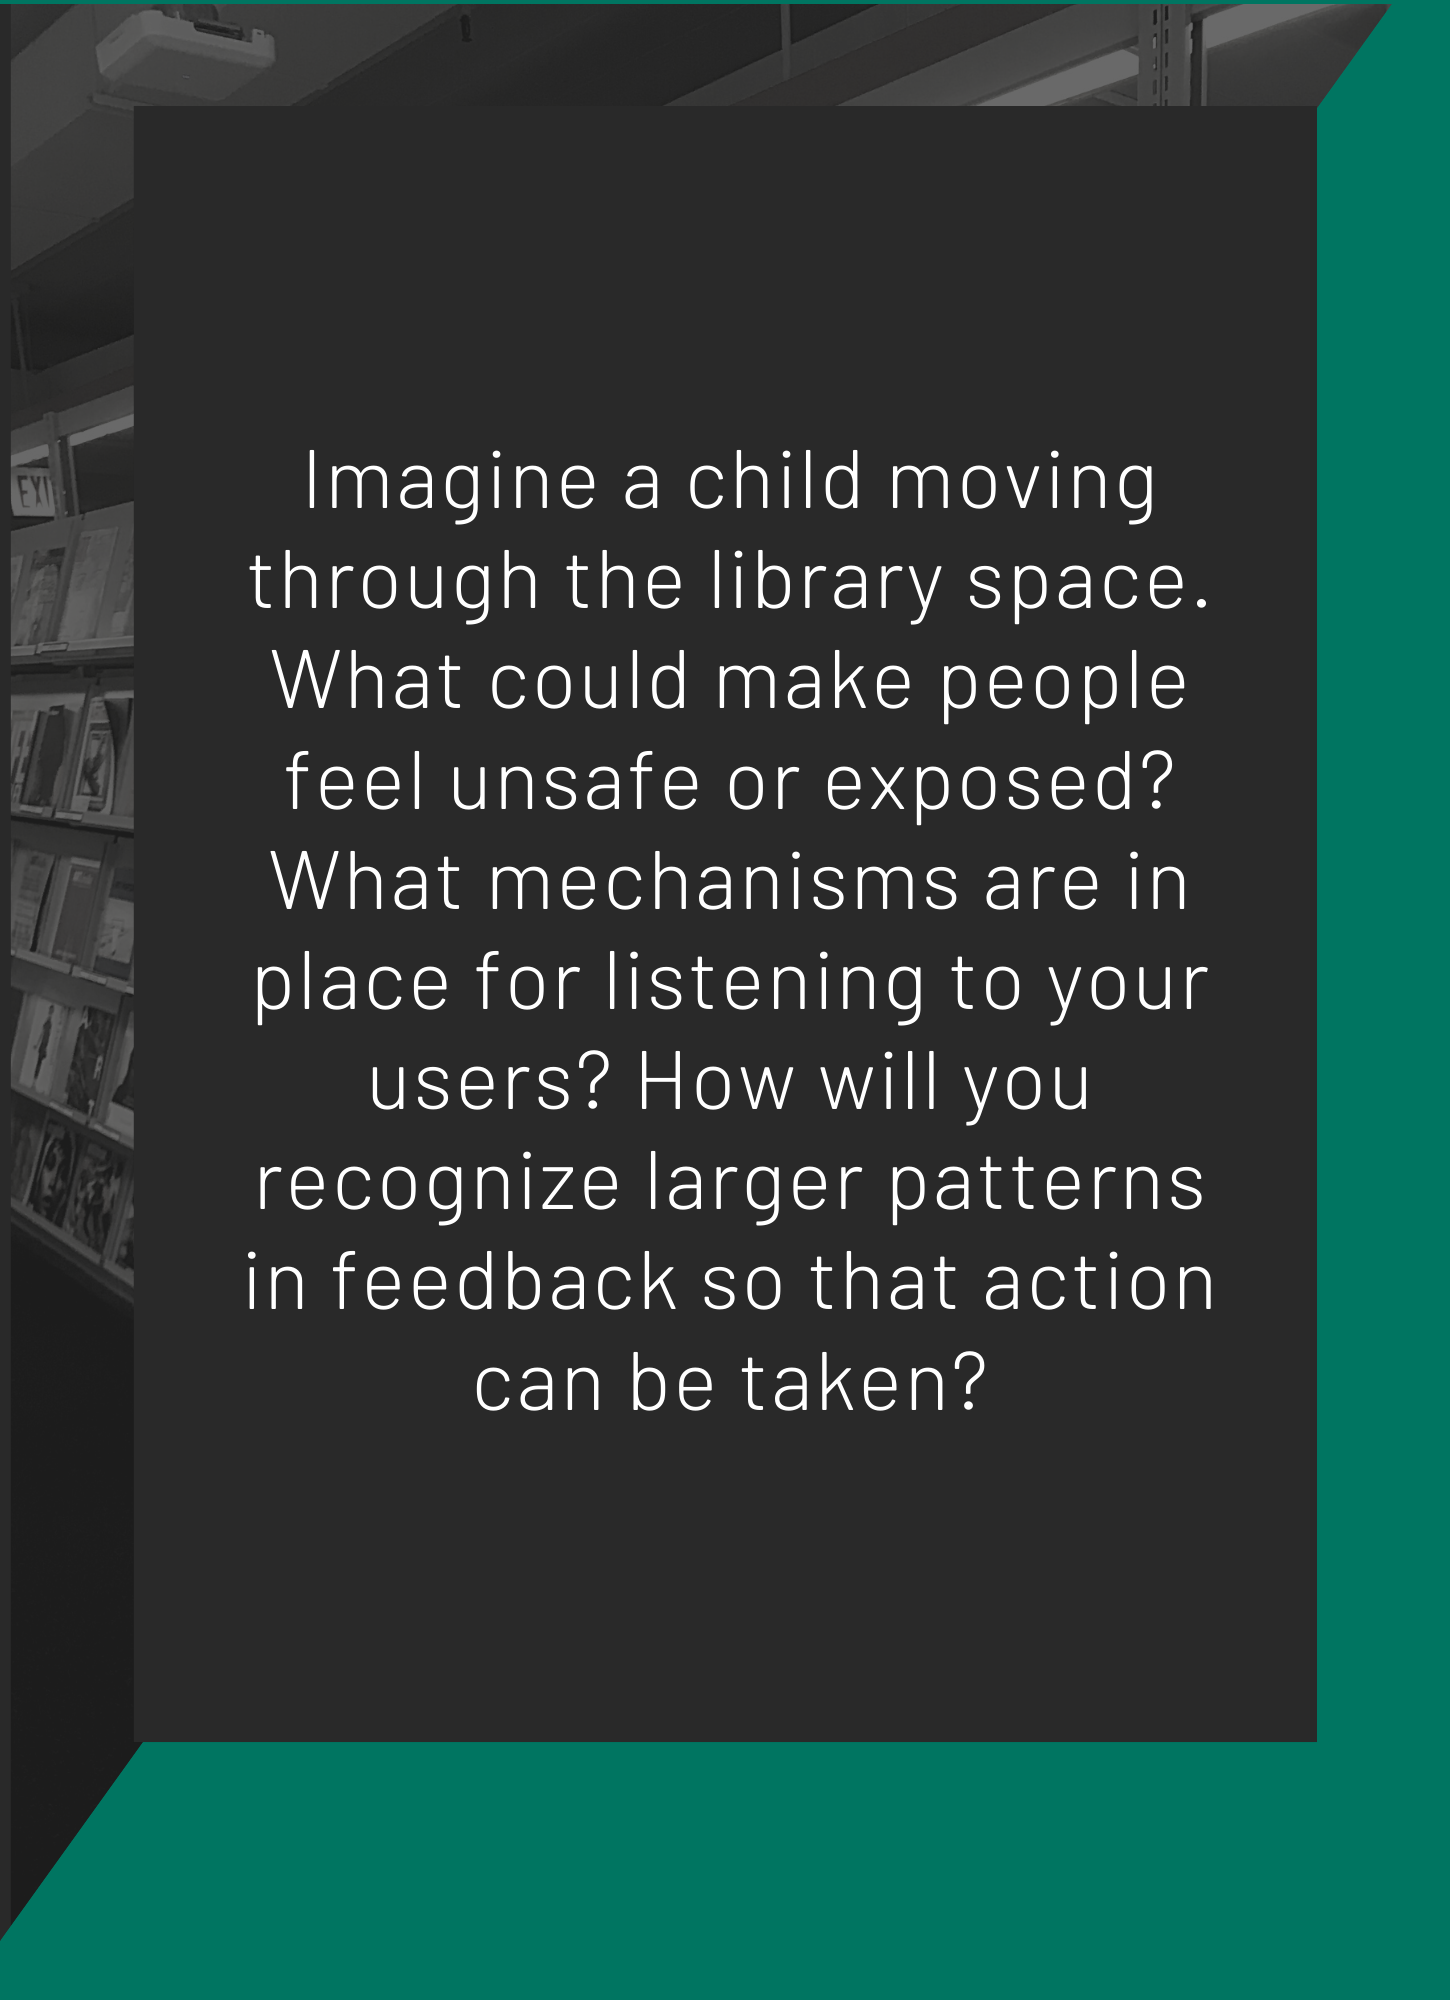 EXI
Imagine a child moving
through the library space.
What could make people
feel unsafe or exposed?
What mechanisms are in
place for listening to your
users? How will you
recognize larger patterns
in feedback so that action
can be taken?